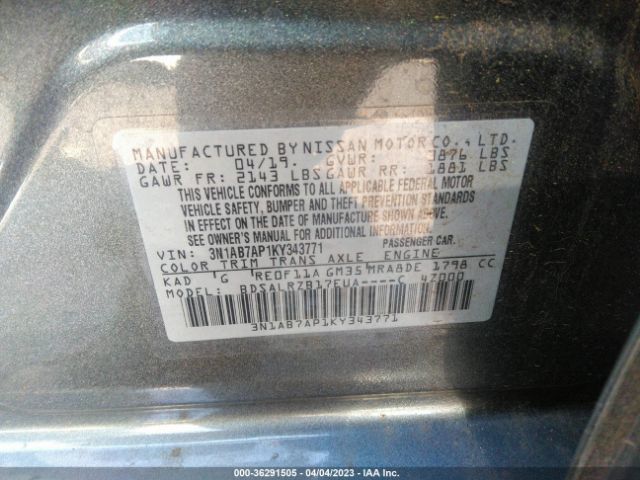 MANUFACTURED BY NISSAN MOTOR CO., LTD.
DATE: 04/19. GVWR: 3876 LBS
GAWR FR: 2143 LBS GAWR RR: 1881 LBS
THIS VEHICLE CONFORMS TO ALL APPLICABLE FEDERAL MOTOR
VEHICLE SAFETY, BUMPER AND THEFT PREVENTION STANDARDS
IN EFFECT ON THE DATE OF MANUFACTURE SHOWN ABOVE.
SEE OWNER'S MANUAL FOR ADDITIONAL INFORMATION.
VIN: 3N1AB7AP1KY343771 PASSENGER CAR
COLOR TRIM TRANS AXLE ENGINE
KAD G RE0F11A GM35 MRA8DE 1798 CC
MODEL: BDSALRZB17EUA----C 47000
3N1AB7AP1KY343771
000-36291505 - 04/04/2023 - IAA Inc.